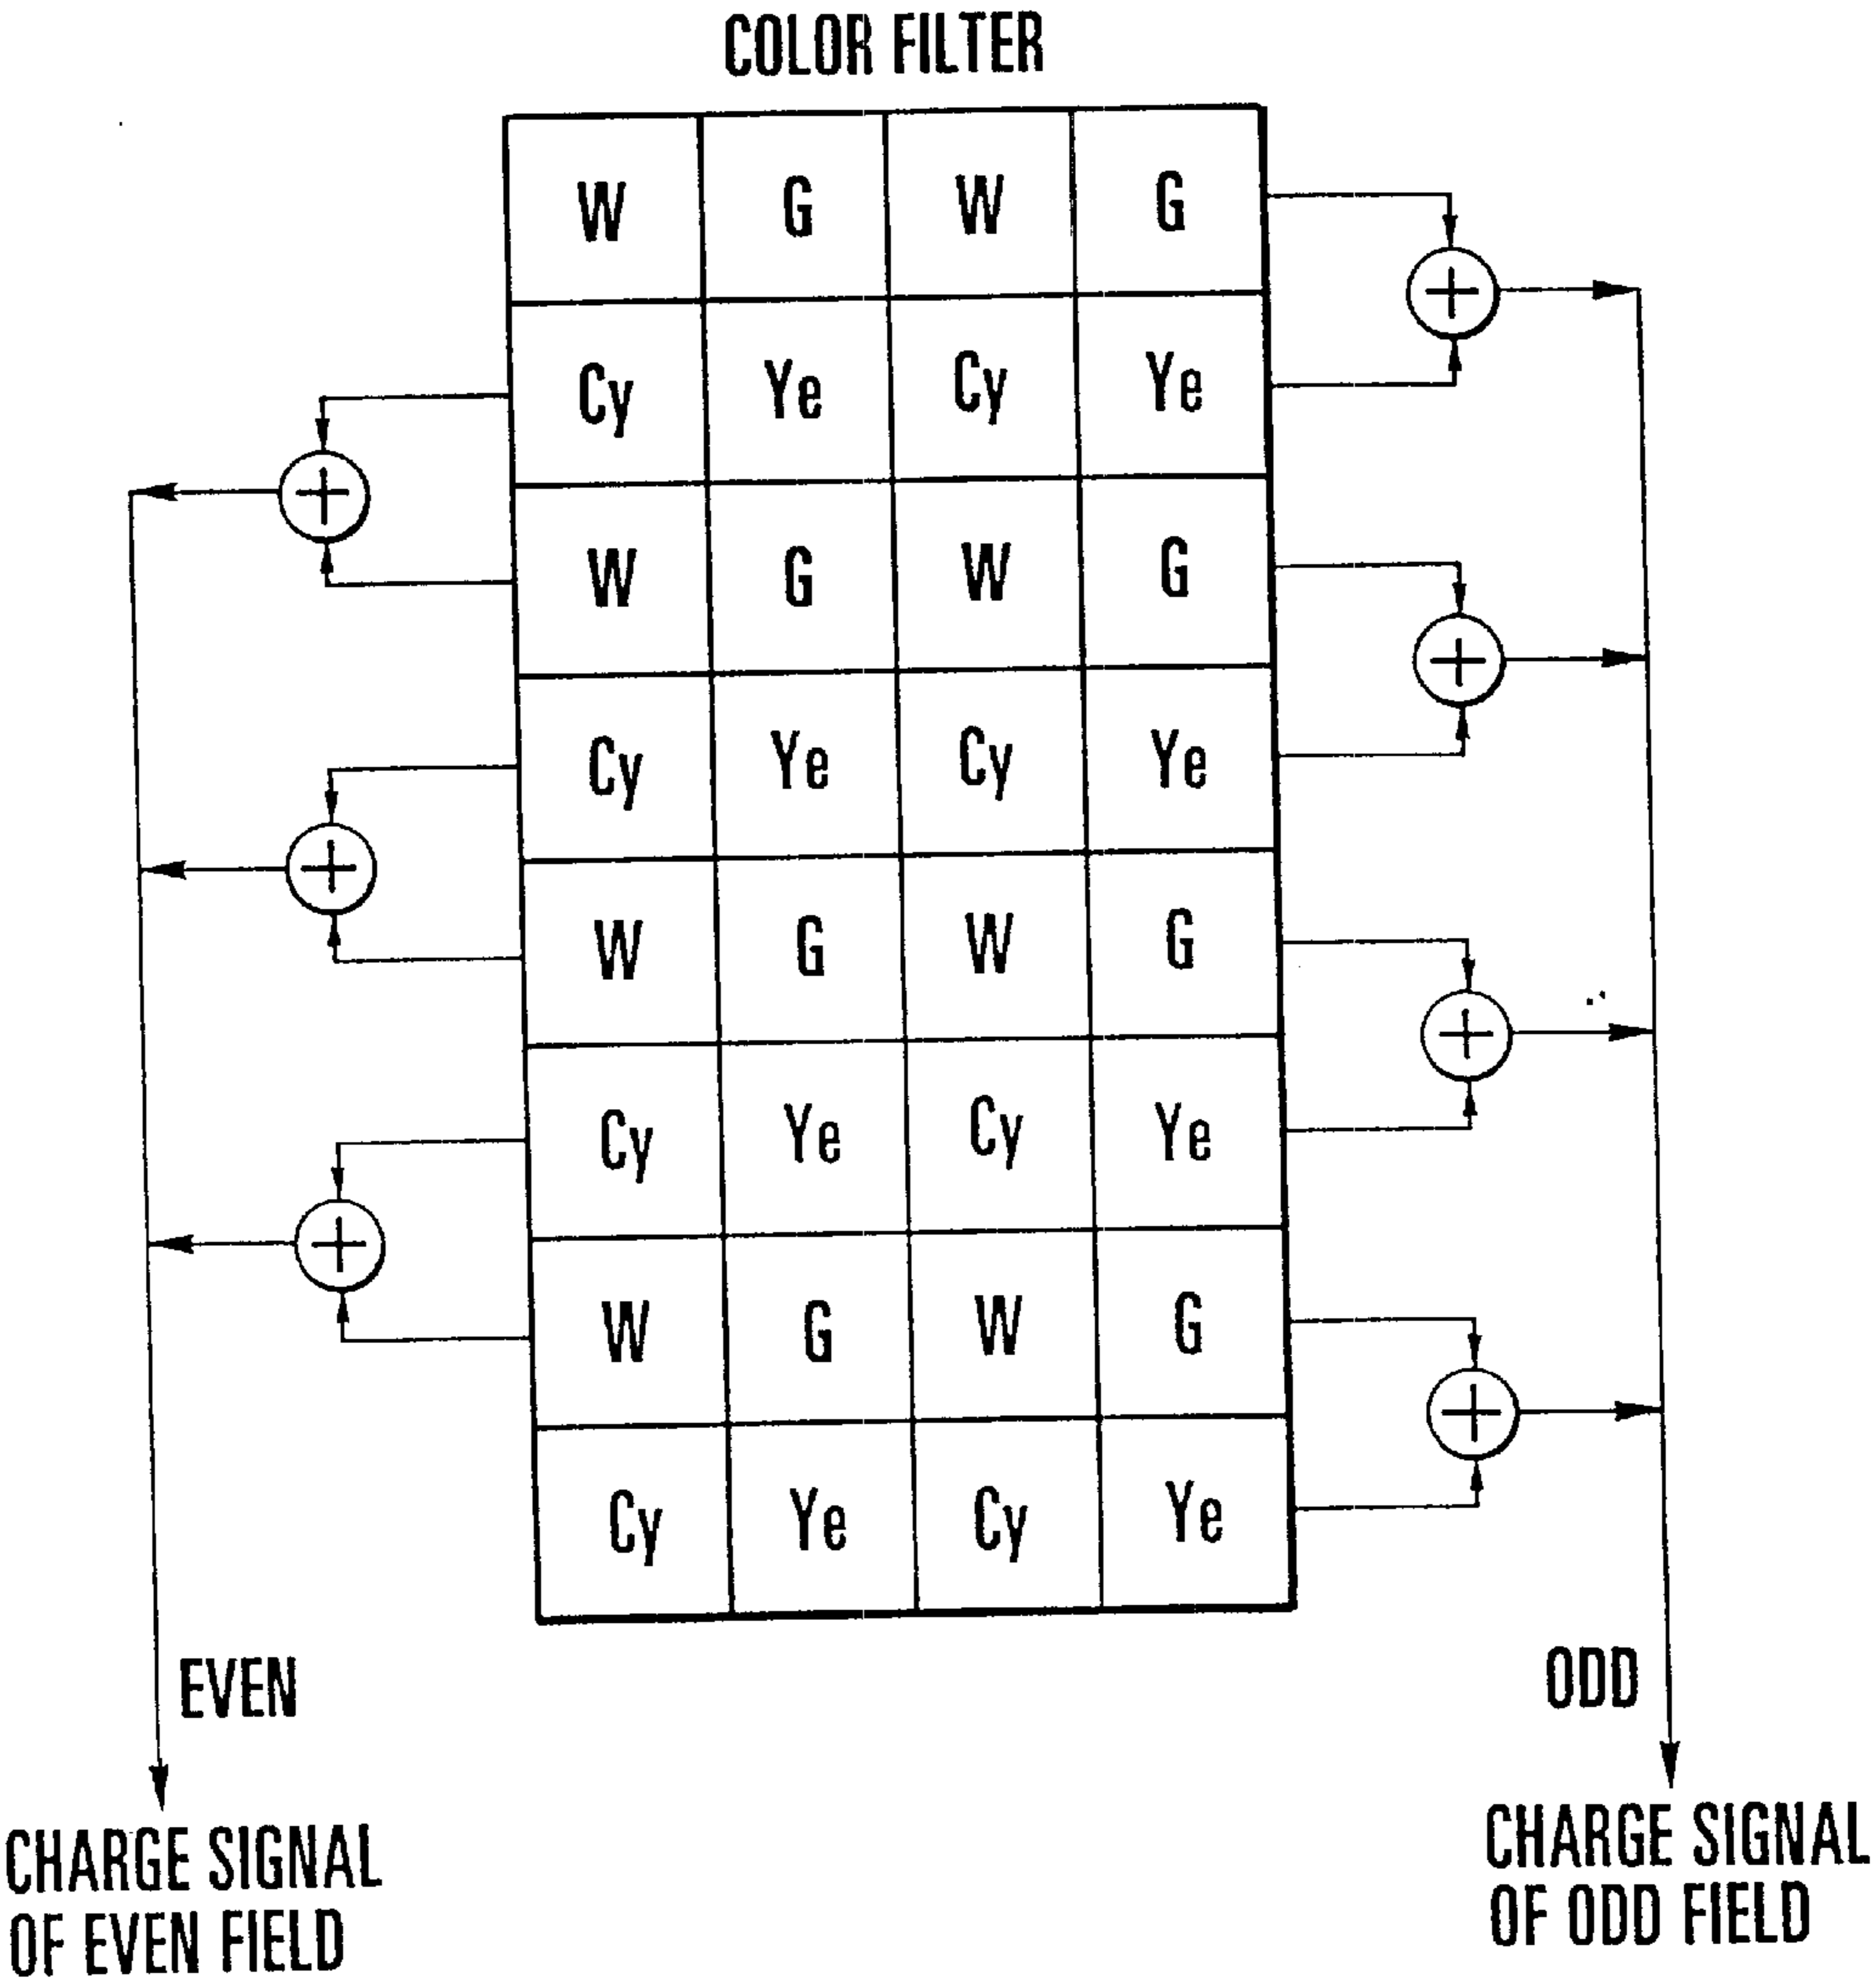 COLOR FILTER
W G W G
+
Cy Ye Cy Ye
+
W G W G
+
Cy Ye Cy Ye
+
W G W G
+
Cy Ye Cy Ye
+
W G W G
+
Cy Ye Cy Ye
EVEN
ODD
CHARGE SIGNAL
OF EVEN FIELD
CHARGE SIGNAL
OF ODD FIELD